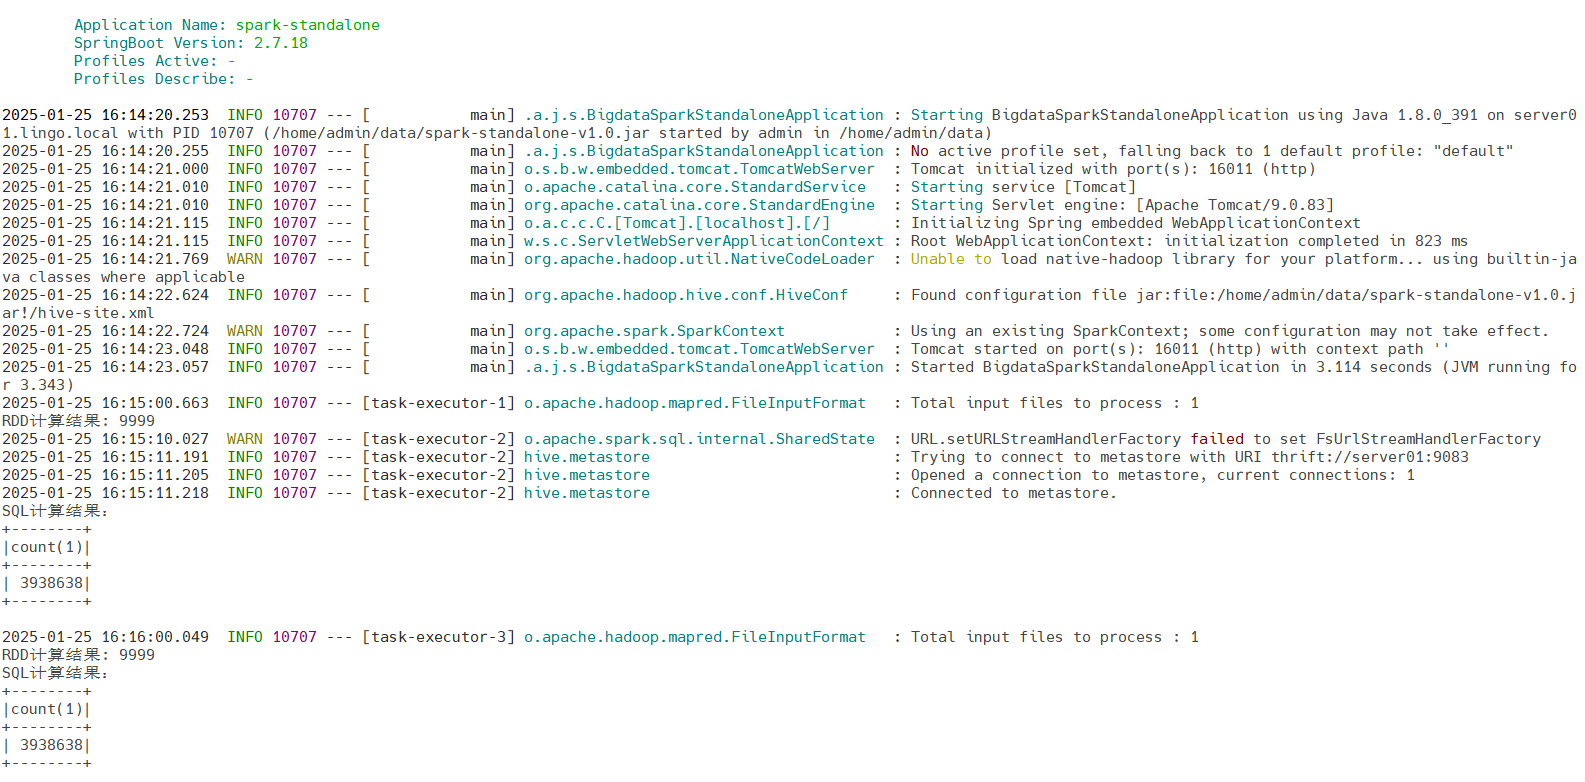 Application Name: spark-standalone
SpringBoot Version: 2.7.18
Profiles Active: -
Profiles Describe: -
2025-01-25 16:14:20.253  INFO 10707 --- [           main] .a.j.s.BigdataSparkStandaloneApplication : Starting BigdataSparkStandaloneApplication using Java 1.8.0_391 on server0
1.lingo.local with PID 10707 (/home/admin/data/spark-standalone-v1.0.jar started by admin in /home/admin/data)
2025-01-25 16:14:20.255  INFO 10707 --- [           main] .a.j.s.BigdataSparkStandaloneApplication : No active profile set, falling back to 1 default profile: "default"
2025-01-25 16:14:21.000  INFO 10707 --- [           main] o.s.b.w.embedded.tomcat.TomcatWebServer  : Tomcat initialized with port(s): 16011 (http)
2025-01-25 16:14:21.010  INFO 10707 --- [           main] o.apache.catalina.core.StandardService   : Starting service [Tomcat]
2025-01-25 16:14:21.010  INFO 10707 --- [           main] org.apache.catalina.core.StandardEngine  : Starting Servlet engine: [Apache Tomcat/9.0.83]
2025-01-25 16:14:21.115  INFO 10707 --- [           main] o.a.c.c.C.[Tomcat].[localhost].[/]       : Initializing Spring embedded WebApplicationContext
2025-01-25 16:14:21.115  INFO 10707 --- [           main] w.s.c.ServletWebServerApplicationContext : Root WebApplicationContext: initialization completed in 823 ms
2025-01-25 16:14:21.769  WARN 10707 --- [           main] org.apache.hadoop.util.NativeCodeLoader  : Unable to load native-hadoop library for your platform... using builtin-ja
va classes where applicable
2025-01-25 16:14:22.624  INFO 10707 --- [           main] org.apache.hadoop.hive.conf.HiveConf     : Found configuration file jar:file:/home/admin/data/spark-standalone-v1.0.j
ar!/hive-site.xml
2025-01-25 16:14:22.724  WARN 10707 --- [           main] org.apache.spark.SparkContext            : Using an existing SparkContext; some configuration may not take effect.
2025-01-25 16:14:23.048  INFO 10707 --- [           main] o.s.b.w.embedded.tomcat.TomcatWebServer  : Tomcat started on port(s): 16011 (http) with context path ''
2025-01-25 16:14:23.057  INFO 10707 --- [           main] .a.j.s.BigdataSparkStandaloneApplication : Started BigdataSparkStandaloneApplication in 3.114 seconds (JVM running fo
r 3.343)
2025-01-25 16:15:00.663  INFO 10707 --- [task-executor-1] o.apache.hadoop.mapred.FileInputFormat   : Total input files to process : 1
RDD计算结果: 9999
2025-01-25 16:15:10.027  WARN 10707 --- [task-executor-2] o.apache.spark.sql.internal.SharedState  : URL.setURLStreamHandlerFactory failed to set FsUrlStreamHandlerFactory
2025-01-25 16:15:11.191  INFO 10707 --- [task-executor-2] hive.metastore                           : Trying to connect to metastore with URI thrift://server01:9083
2025-01-25 16:15:11.205  INFO 10707 --- [task-executor-2] hive.metastore                           : Opened a connection to metastore, current connections: 1
2025-01-25 16:15:11.218  INFO 10707 --- [task-executor-2] hive.metastore                           : Connected to metastore.
SQL计算结果:
+--------+
|count(1)|
+--------+
| 3938638|
+--------+
2025-01-25 16:16:00.049  INFO 10707 --- [task-executor-3] o.apache.hadoop.mapred.FileInputFormat   : Total input files to process : 1
RDD计算结果: 9999
SQL计算结果:
+--------+
|count(1)|
+--------+
| 3938638|
+--------+